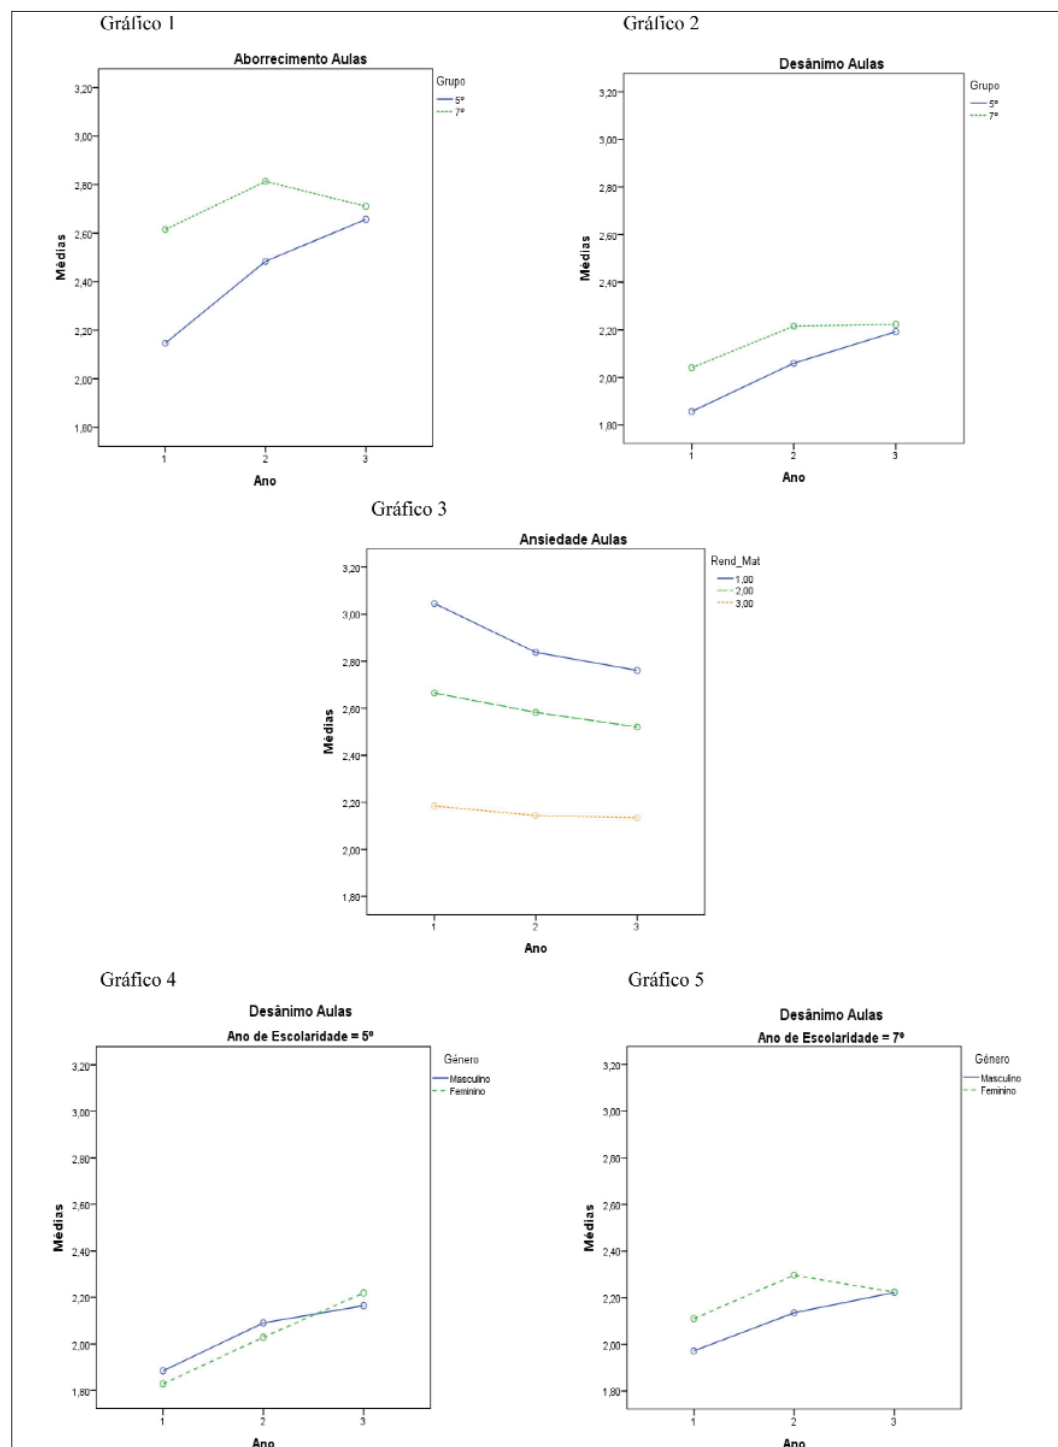 Gráfico 1
Aborrecimento Aulas
Grupo
5º
7º
3,20
3,00
2,80
2,60
2,40
2,20
2,00
1,80
Médias
1 2 3
Ano
Gráfico 2
Desânimo Aulas
Grupo
5º
7º
3,20
3,00
2,80
2,60
2,40
2,20
2,00
1,80
Médias
1 2 3
Ano
Gráfico 3
Ansiedade Aulas
Rend_Mat
1,00
2,00
3,00
3,20
3,00
2,80
2,60
2,40
2,20
2,00
1,80
Médias
1 2 3
Ano
Gráfico 4
Desânimo Aulas
Ano de Escolaridade = 5º
Género
Masculino
Feminino
3,20
3,00
2,80
2,60
2,40
2,20
2,00
1,80
Médias
1 2 3
Ano
Gráfico 5
Desânimo Aulas
Ano de Escolaridade = 7º
Género
Masculino
Feminino
3,20
3,00
2,80
2,60
2,40
2,20
2,00
1,80
Médias
1 2 3
Ano